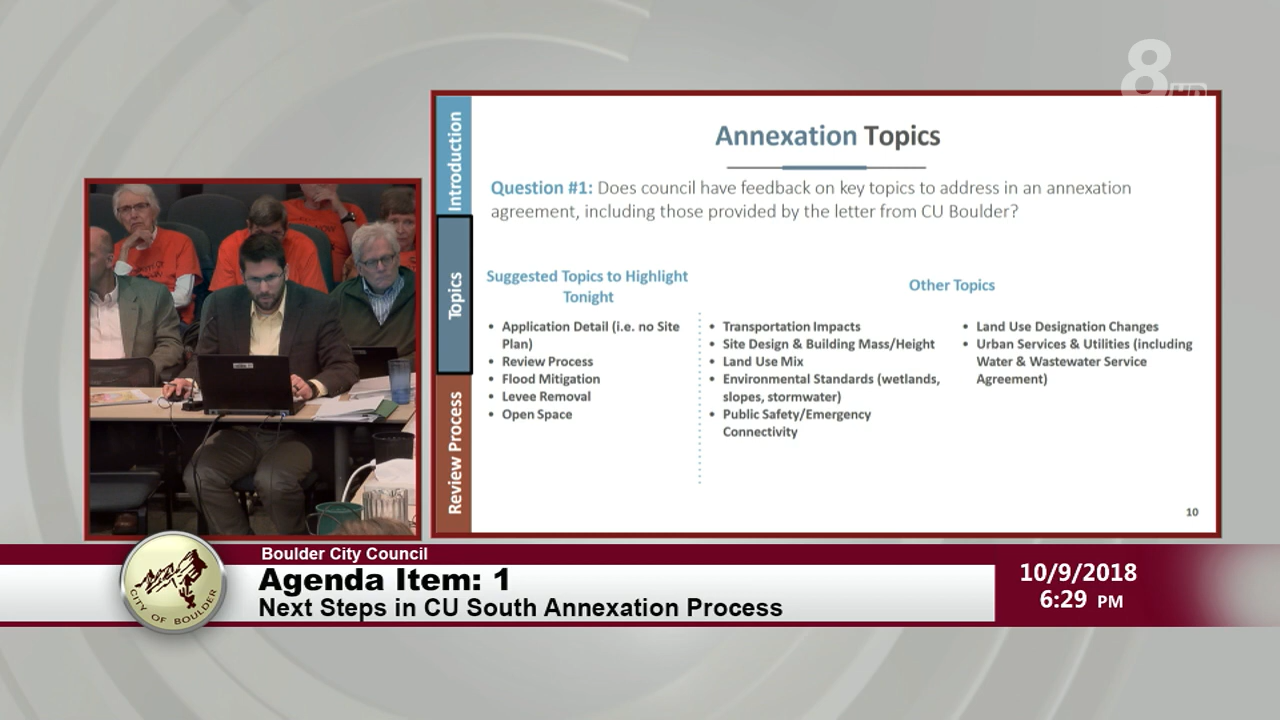 8
HD
Introduction
Topics
Review Process
Annexation Topics
Question #1: Does council have feedback on key topics to address in an annexation
agreement, including those provided by the letter from CU Boulder?
Suggested Topics to Highlight
Tonight
• Application Detail (i.e. no Site
Plan)
• Review Process
• Flood Mitigation
• Levee Removal
• Open Space
Other Topics
• Transportation Impacts
• Site Design & Building Mass/Height
• Land Use Mix
• Environmental Standards (wetlands,
slopes, stormwater)
• Public Safety/Emergency
Connectivity
• Land Use Designation Changes
• Urban Services & Utilities (including
Water & Wastewater Service
Agreement)
10
Boulder City Council
Agenda Item: 1
Next Steps in CU South Annexation Process
CITY OF BOULDER
10/9/2018
6:29 PM